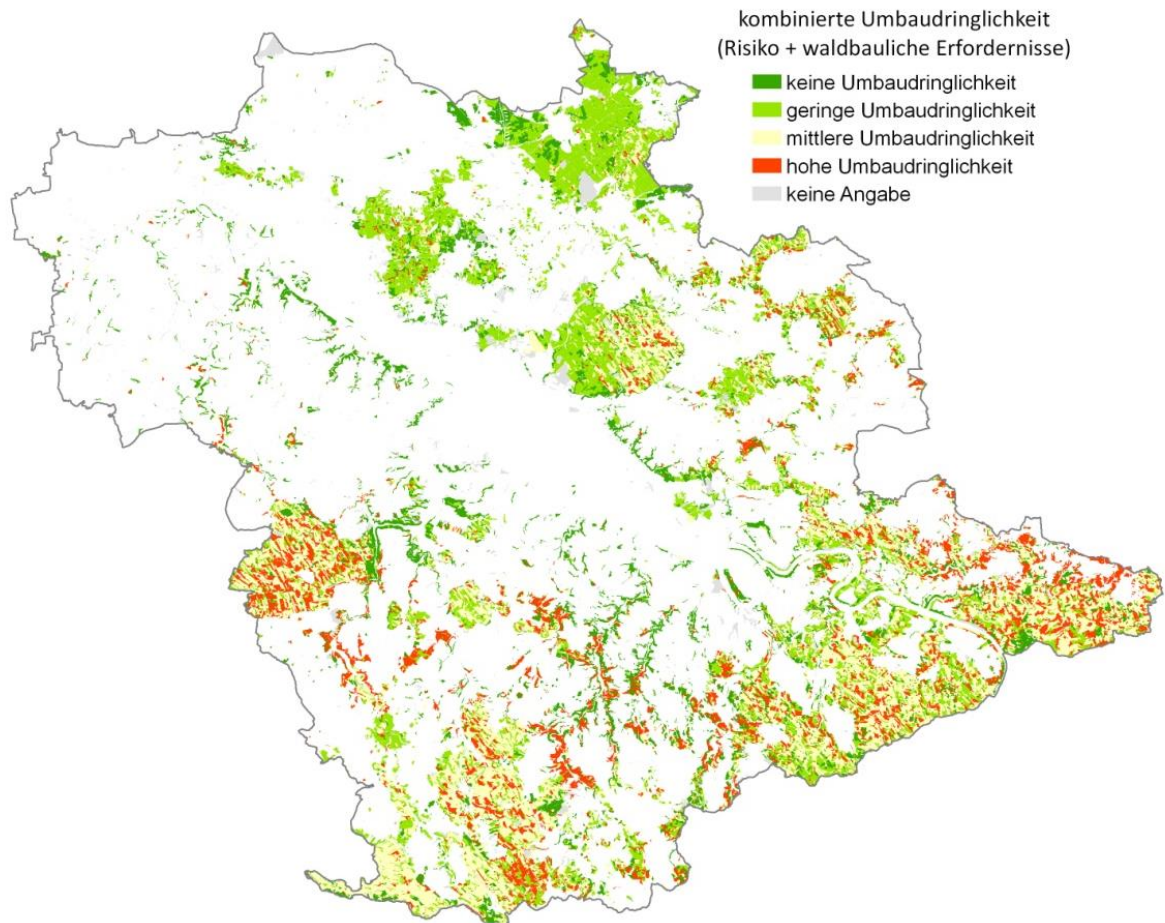 kombinierte Umbaudringlichkeit
(Risiko + waldbauliche Erfordernisse)
keine Umbaudringlichkeit
geringe Umbaudringlichkeit
mittlere Umbaudringlichkeit
hohe Umbaudringlichkeit
keine Angabe